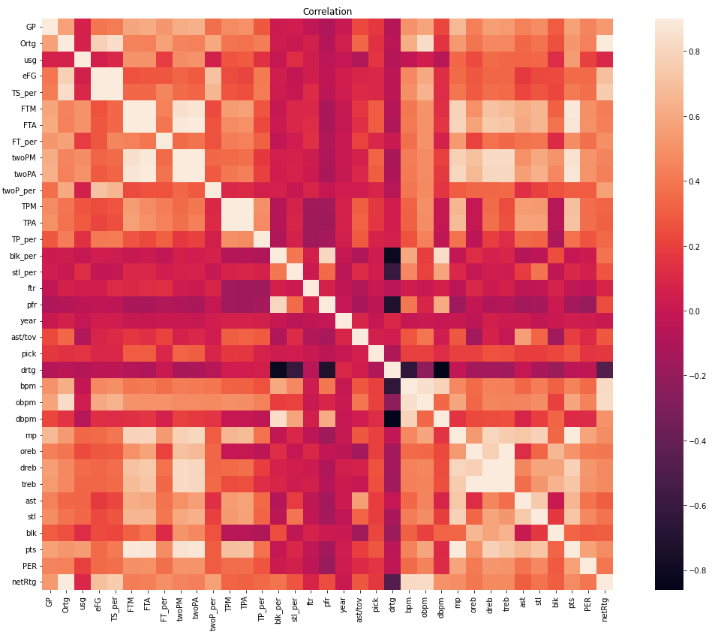 Correlation
GP
Ortg
usg
eFG
TS_per
FTM
FTA
FT_per
twoPM
twoPA
twoP_per
TPM
TPA
TP_per
blk_per
stl_per
ftr
pfr
year
ast/tov
pick
drtg
bpm
obpm
dbpm
mp
oreb
dreb
treb
ast
stl
blk
pts
PER
netRtg
GP
Ortg
usg
eFG
TS_per
FTM
FTA
FT_per
twoPM
twoPA
twoP_per
TPM
TPA
TP_per
blk_per
stl_per
ftr
pfr
year
ast/tov
pick
drtg
bpm
obpm
dbpm
mp
oreb
dreb
treb
ast
stl
blk
pts
PER
netRtg
0.8
0.6
0.4
0.2
0.0
−0.2
−0.4
−0.6
−0.8